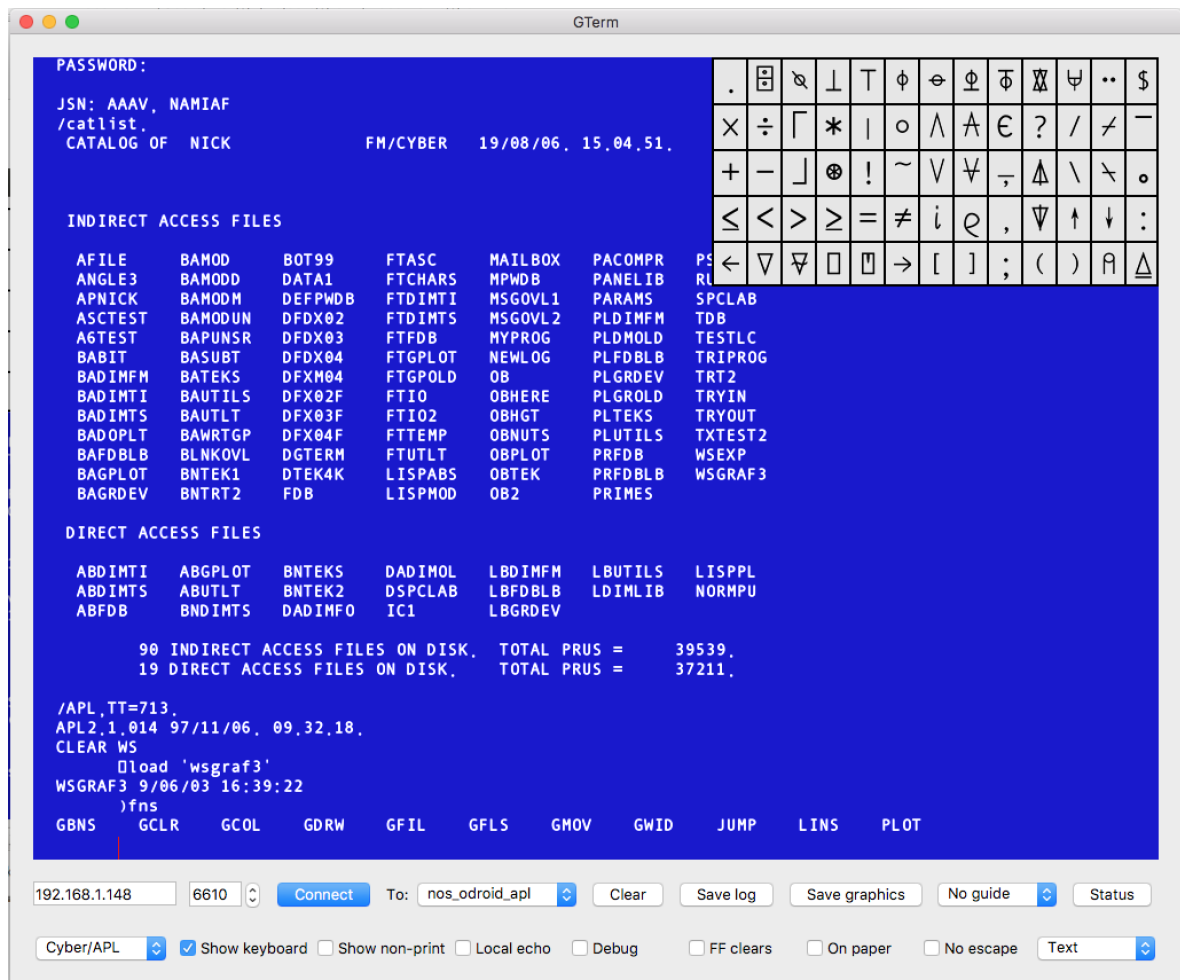 GTerm
PASSWORD:
JSN: AAAV, NAMIAF
/catlist.
CATALOG OF NICK FM/CYBER 19/08/06. 15.04.51.
INDIRECT ACCESS FILES
AFILE BAMOD BOT99 FTASC MAILBOX PACOMPR
ANGLE3 BAMODD DATA1 FTCHARS MPWDB PANELIB
APNICK BAMODM DEFPWDB FTDIMTI MSGOVL1 PARAMS SPCLAB
ASCTEST BAMODUN DFDX02 FTDIMTS MSGOVL2 PLDIMFM TDB
A6TEST BAPUNSR DFDX03 FTFDB MYPROG PLDMOLD TESTLC
BABIT BASUBT DFDX04 FTGPLOT NEWLOG PLFDBLB TRIPROG
BADIMFM BATEKS DFXM04 FTGPOLD OB PLGRDEV TRT2
BADIMTI BAUTILS DFX02F FTIO OBHERE PLGROLD TRYIN
BADIMTS BAUTLT DFX03F FTIO2 OBHGT PLTEKS TRYOUT
BADOPLT BAWRTGP DFX04F FTTEMP OBNUTS PLUTILS TXTEST2
BAFDBLB BLNKOVL DGTERM FTUTLT OBPLOT PRFDB WSEXP
BAGPLOT BNTEK1 DTEK4K LISPABS OBTEK PRFDBLB WSGRAF3
BAGRDEV BNTRT2 FDB LISPMOD OB2 PRIMES
DIRECT ACCESS FILES
ABDIMTI ABGPLOT BNTEKS DADIMOL LBDIMFM LBUTILS LISPPL
ABDIMTS ABUTLT BNTEK2 DSPCLAB LBFDBLB LDIMLIB NORMPU
ABFDB BNDIMTS DADIMFO IC1 LBGRDEV
90 INDIRECT ACCESS FILES ON DISK. TOTAL PRUS = 39539.
19 DIRECT ACCESS FILES ON DISK. TOTAL PRUS = 37211.
/APL,TT=713.
APL2.1.014 97/11/06. 09.32.18.
CLEAR WS
⎕load 'wsgraf3'
WSGRAF3 9/06/03 16:39:22
)fns
GBNS GCLR GCOL GDRW GFIL GFLS GMOV GWID JUMP LINS PLOT
. ⌹ ⍉ ⊥ ⊤ ⌽ ⊖ ⍎ ⍕ ⍫ ¨ $
× ÷ ⌈ * | ○ ∧ ⍲ ∈ ? / ≠ ¯
+ − ⌋ ⍟ ! ~ ∨ ⍱ ⍋ \ ⍀ ∘
≤ < > ≥ = ≠ ⍳ ⍴ , ⍒ ↑ ↓ :
← ∇ ⍫ ⎕ ⍞ → [ ] ; ( ) ⍝ ⍙
192.168.1.148 6610 Connect To: nos_odroid_apl Clear Save log Save graphics No guide Status
Cyber/APL Show keyboard Show non-print Local echo Debug FF clears On paper No escape Text